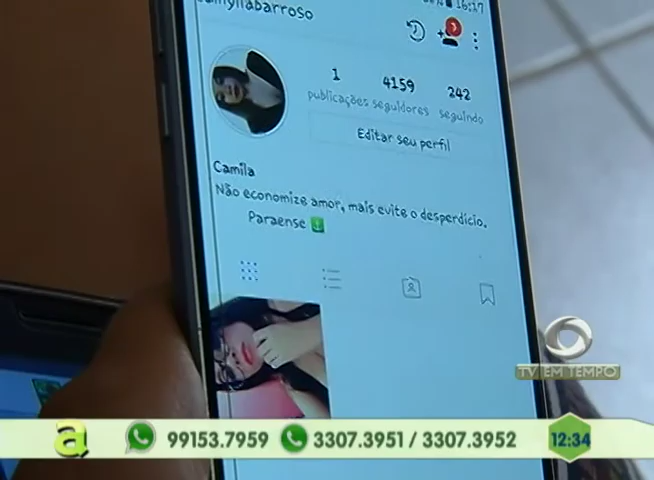 camyllabarroso
16:17
1
4159
242
publicações
seguidores
seguindo
Editar seu perfil
Camila
Não economize amor, mais evite o desperdício.
Paraense
TV EM TEMPO
a 99153.7959 3307.3951 / 3307.3952 12:34